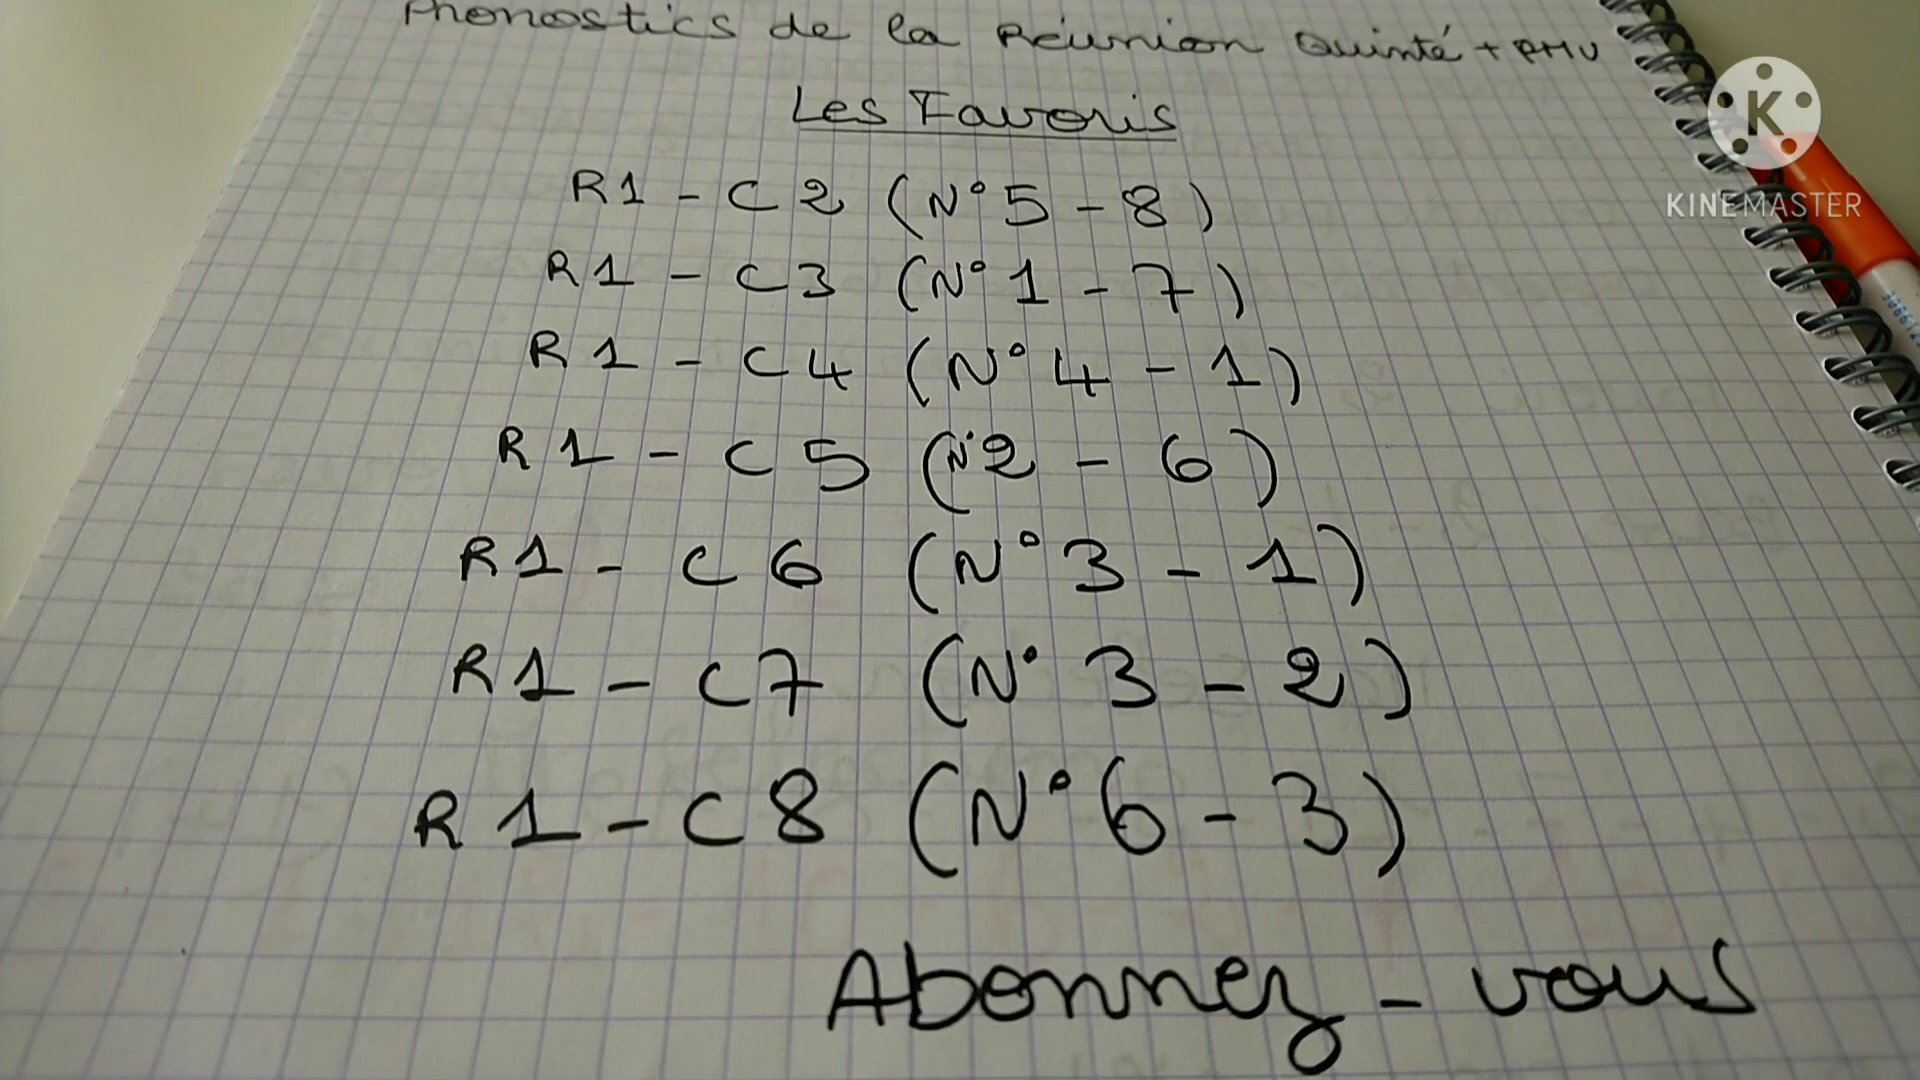 Pronostics de la Réunion Quinté + PMU
Les Favoris
R1 - C2 (N° 5 - 8)
R1 - C3 (N° 1 - 7)
R1 - C4 (N° 4 - 1)
R1 - C5 (N° 2 - 6)
R1 - C6 (N° 3 - 1)
R1 - C7 (N° 3 - 2)
R1 - C8 (N° 6 - 3)
Abonnez - vous
K
KINEMASTER